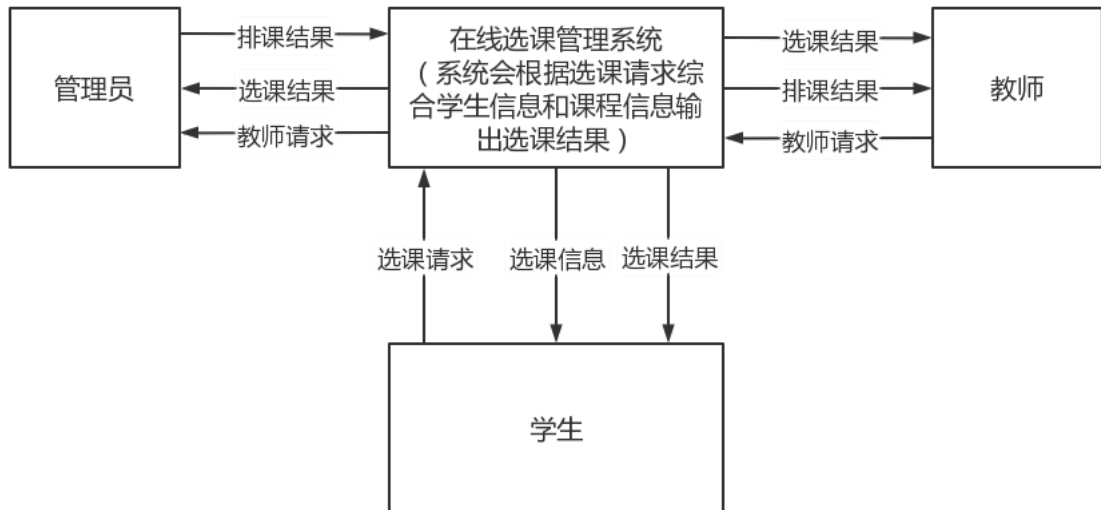 管理员
排课结果
选课结果
教师请求
在线选课管理系统
（系统会根据选课请求综
合学生信息和课程信息输
出选课结果）
选课结果
排课结果
教师请求
教师
选课请求
选课信息
选课结果
学生